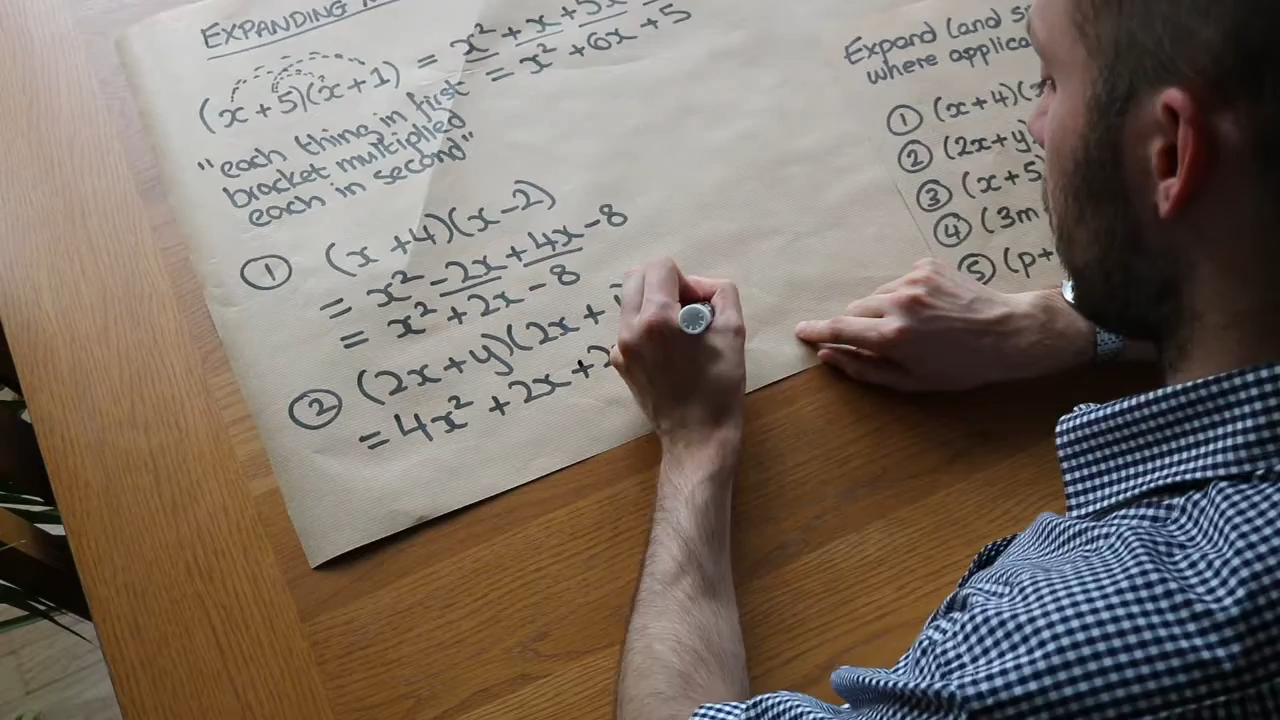 EXPANDING
(x+5)(x+1) = x² + x + 5x
= x² + 6x + 5
"each thing in first
bracket multiplied
each in second"
① (x+4)(x-2)
= x² - 2x + 4x - 8
= x² + 2x - 8
② (2x+y)(2x+
= 4x² + 2x + 2
Expand (and
where
① (x+4)(
② (2x+y
③ (x+5)
④ (3m
⑤ (p+